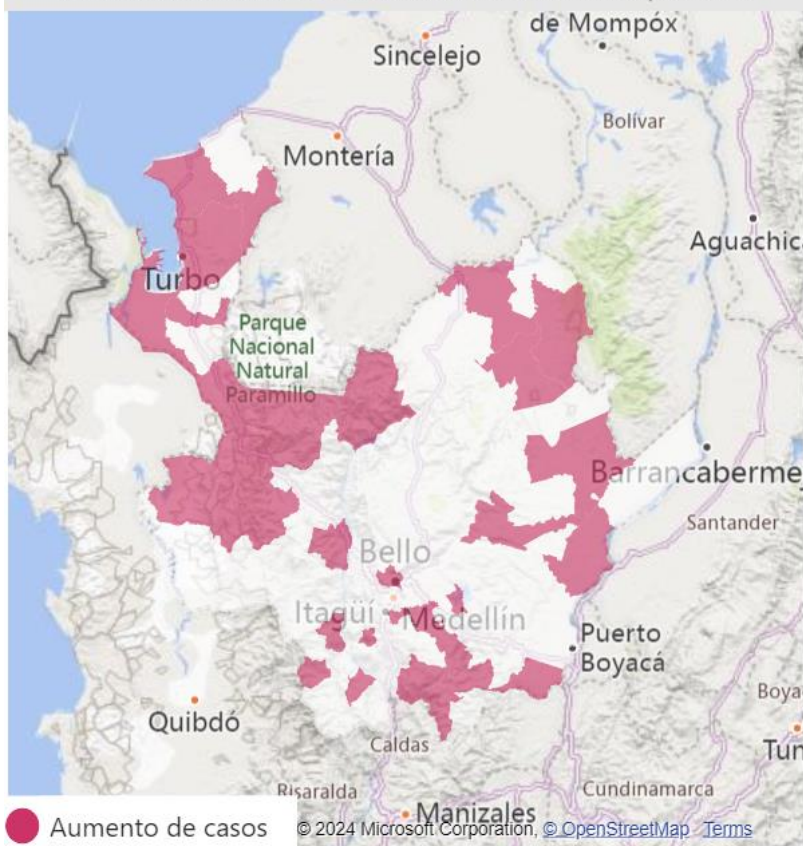 de Mompóx
Sincelejo
Bolívar
Montería
Aguachic
Turbo
Parque
Nacional
Natural
Paramillo
Barrancaberme
Santander
Bello
Itagüí
Medellín
Puerto
Boyacá
Boya
Quibdó
Tun
Caldas
Risaralda
Cundinamarca
Manizales
Aumento de casos
© 2024 Microsoft Corporation, © OpenStreetMap Terms